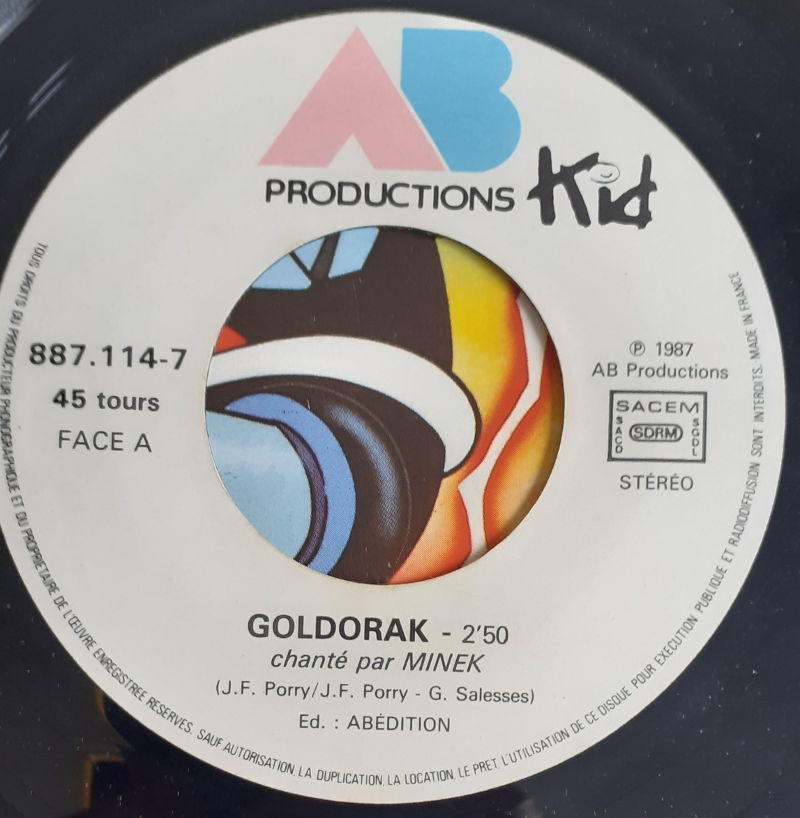 AB
PRODUCTIONS
Kid
887.114-7
45 tours
FACE A
℗ 1987
AB Productions
SACEM
SACD
SDRM
SGDL
STÉRÉO
GOLDORAK - 2'50
chanté par MINEK
(J.F. Porry/J.F. Porry - G. Salesses)
Ed. : ABÉDITION
TOUS DROITS DU PRODUCTEUR PHONOGRAPHIQUE ET DU PROPRIETAIRE DE L'ŒUVRE ENREGISTREE RESERVES. SAUF AUTORISATION, LA DUPLICATION, LA LOCATION, LE PRET, L'UTILISATION DE CE DISQUE POUR EXECUTION PUBLIQUE ET RADIODIFFUSION SONT INTERDITS. MADE IN FRANCE